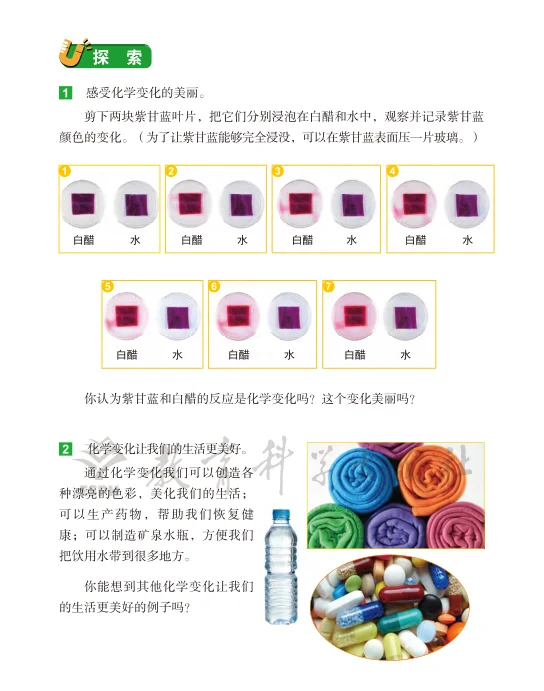 探 索
1 感受化学变化的美丽。
剪下两块紫甘蓝叶片，把它们分别浸泡在白醋和水中，观察并记录紫甘蓝
颜色的变化。（为了让紫甘蓝能够完全浸没，可以在紫甘蓝表面压一片玻璃。）
1 2 3 4
白醋 水 白醋 水 白醋 水 白醋 水
5 6 7
白醋 水 白醋 水 白醋 水
你认为紫甘蓝和白醋的反应是化学变化吗？这个变化美丽吗？
2 化学变化让我们的生活更美好。
教育科学
通过化学变化我们可以创造各
种漂亮的色彩，美化我们的生活；
可以生产药物，帮助我们恢复健
康；可以制造矿泉水瓶，方便我们
把饮用水带到很多地方。
你能想到其他化学变化让我们
的生活更美好的例子吗？